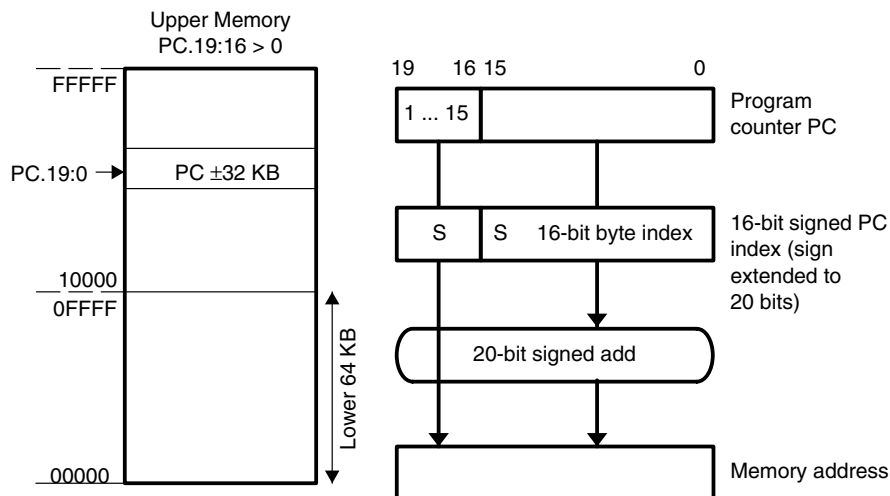 Upper Memory
PC.19:16 > 0
FFFFF
PC.19:0
PC ±32 KB
10000
0FFFF
Lower 64 KB
00000
19 16 15 0
1 ... 15
Program
counter PC
S S 16-bit byte index
16-bit signed PC
index (sign
extended to
20 bits)
20-bit signed add
Memory address